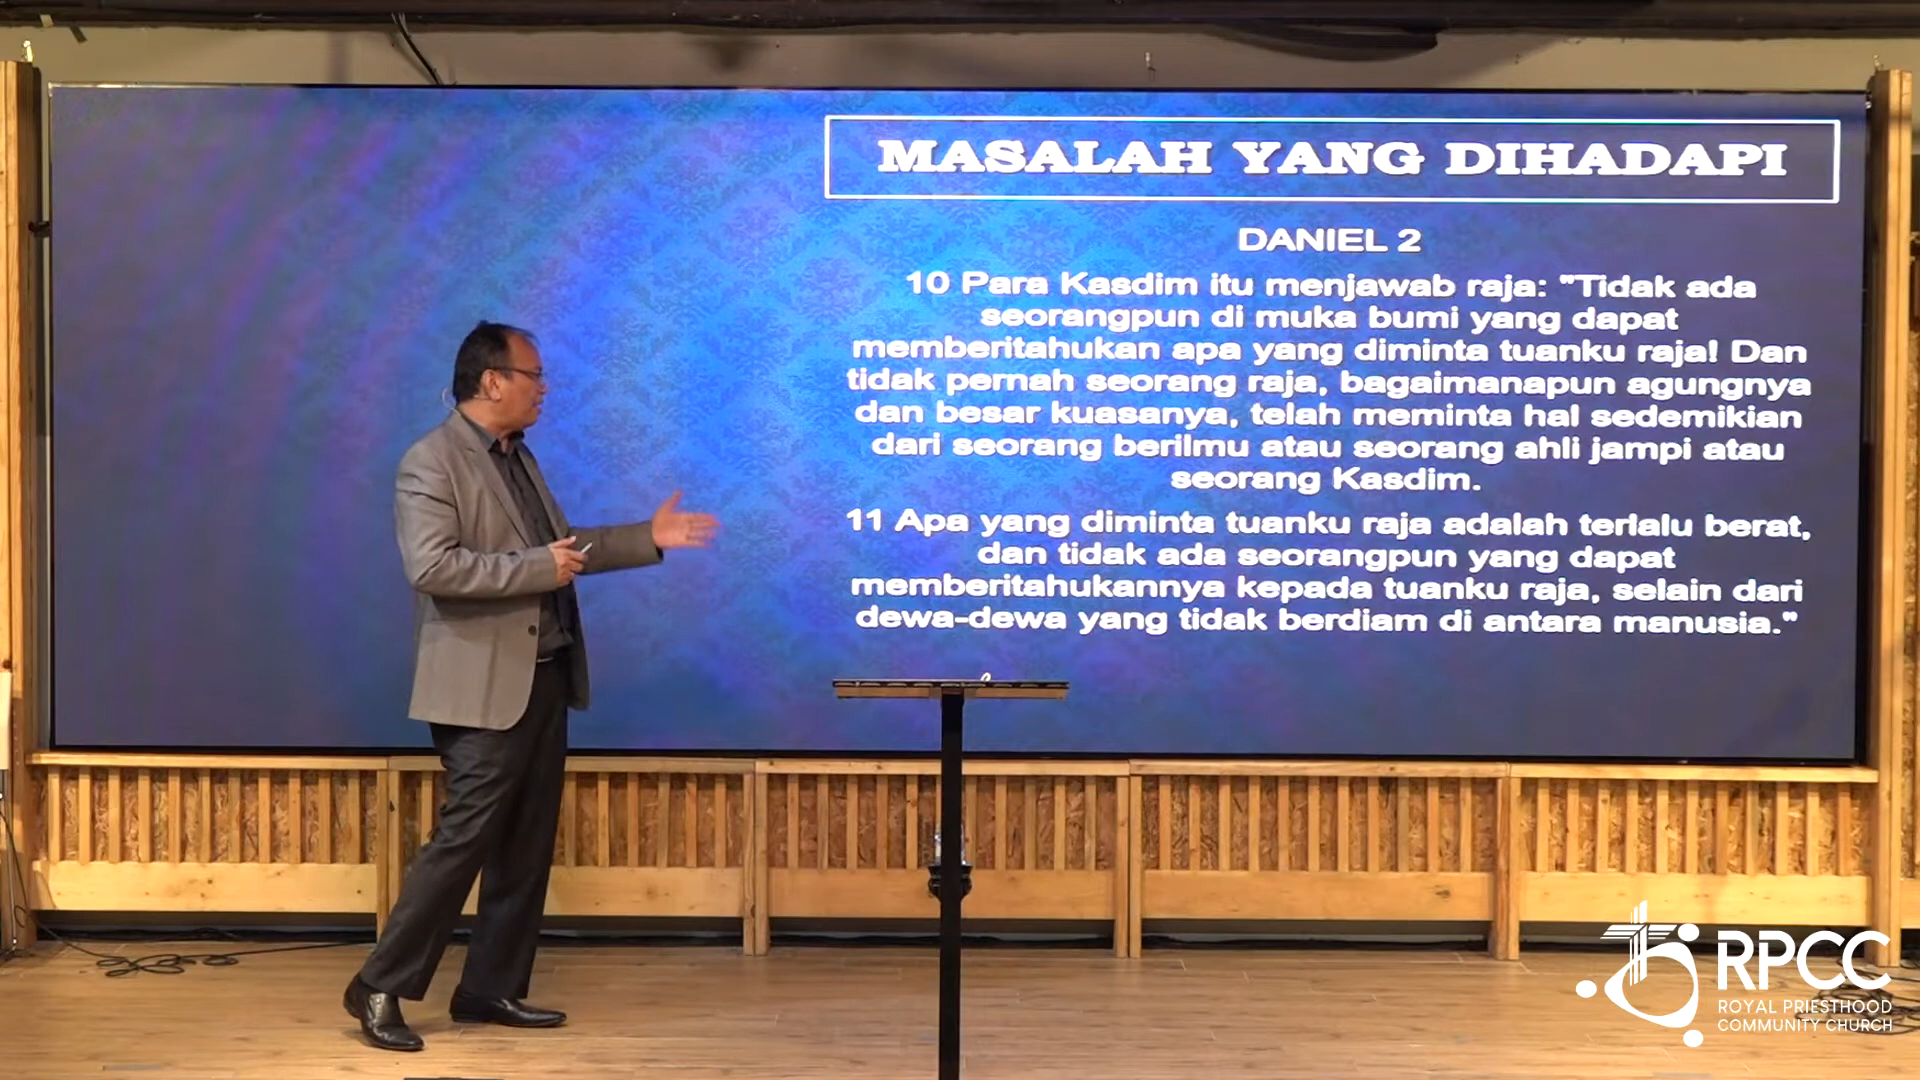 MASALAH YANG DIHADAPI
DANIEL 2
10 Para Kasdim itu menjawab raja: "Tidak ada
seorangpun di muka bumi yang dapat
memberitahukan apa yang diminta tuanku raja! Dan
tidak pernah seorang raja, bagaimanapun agungnya
dan besar kuasanya, telah meminta hal sedemikian
dari seorang berilmu atau seorang ahli jampi atau
seorang Kasdim.
11 Apa yang diminta tuanku raja adalah terlalu berat,
dan tidak ada seorangpun yang dapat
memberitahukannya kepada tuanku raja, selain dari
dewa-dewa yang tidak berdiam di antara manusia."
RPCC
ROYAL PRIESTHOOD
COMMUNITY CHURCH